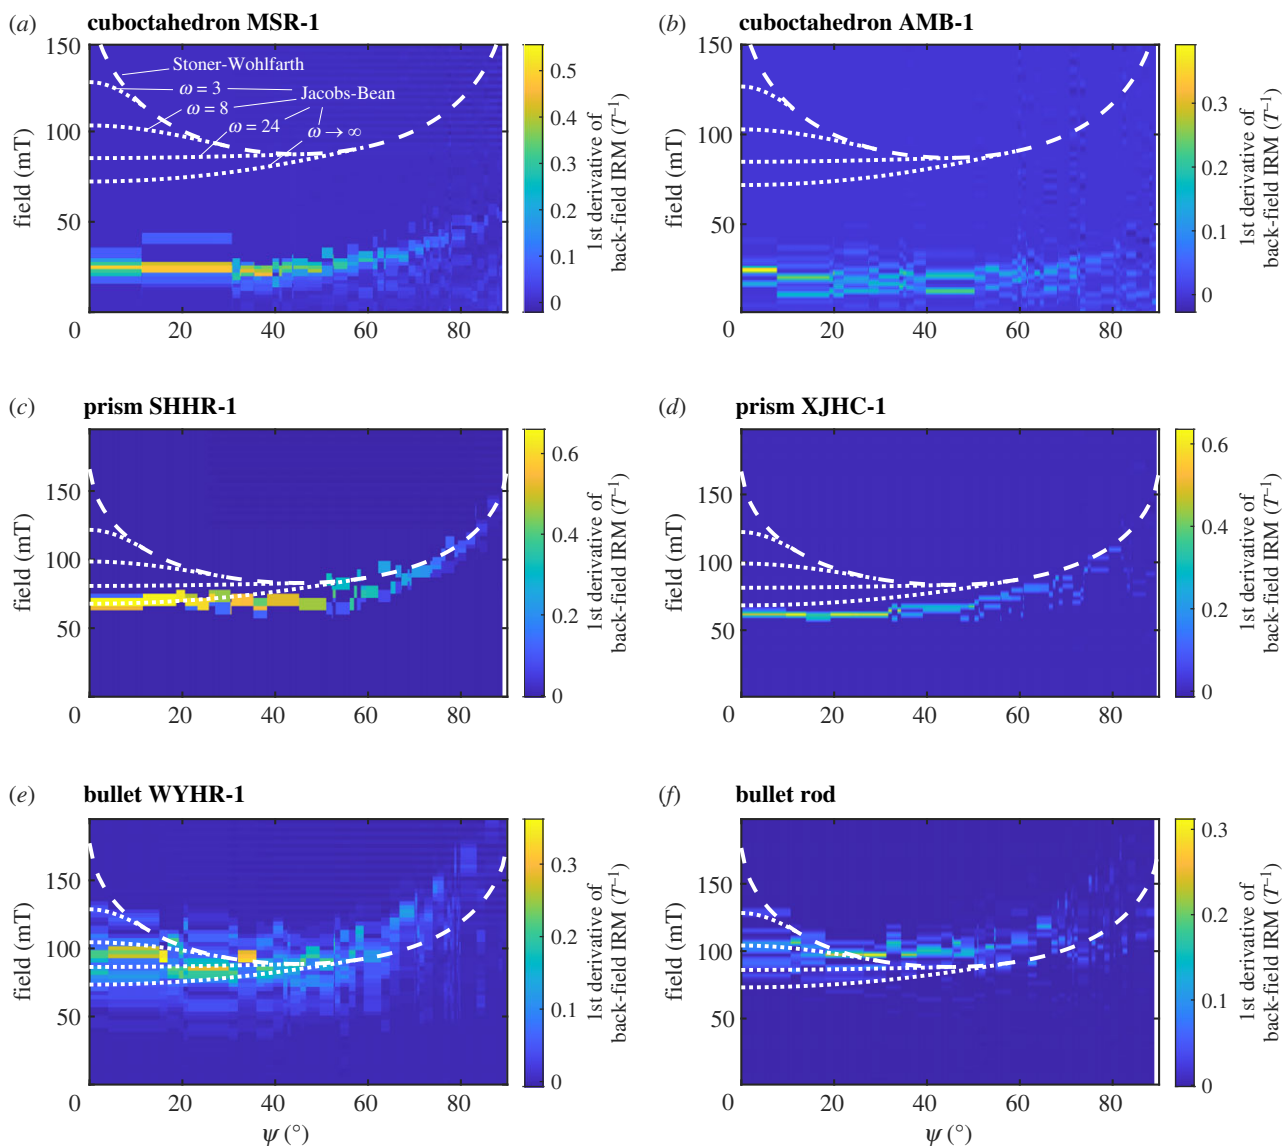 (a) cuboctahedron MSR-1
150
100
50
0 20 40 60 80
field (mT)
Stoner-Wohlfarth
ω = 3
Jacobs-Bean
ω = 8
ω = 24
ω → ∞
0.5
0.4
0.3
0.2
0.1
0
1st derivative of
back-field IRM (T⁻¹)
(b) cuboctahedron AMB-1
150
100
50
0 20 40 60 80
field (mT)
0.3
0.2
0.1
0
1st derivative of
back-field IRM (T⁻¹)
(c) prism SHHR-1
150
100
50
0 20 40 60 80
field (mT)
0.6
0.4
0.2
0
1st derivative of
back-field IRM (T⁻¹)
(d) prism XJHC-1
150
100
50
0 20 40 60 80
field (mT)
0.6
0.4
0.2
0
1st derivative of
back-field IRM (T⁻¹)
(e) bullet WYHR-1
150
100
50
0 20 40 60 80
field (mT)
ψ (°)
0.3
0.2
0.1
0
1st derivative of
back-field IRM (T⁻¹)
(f) bullet rod
150
100
50
0 20 40 60 80
field (mT)
ψ (°)
0.3
0.2
0.1
0
1st derivative of
back-field IRM (T⁻¹)